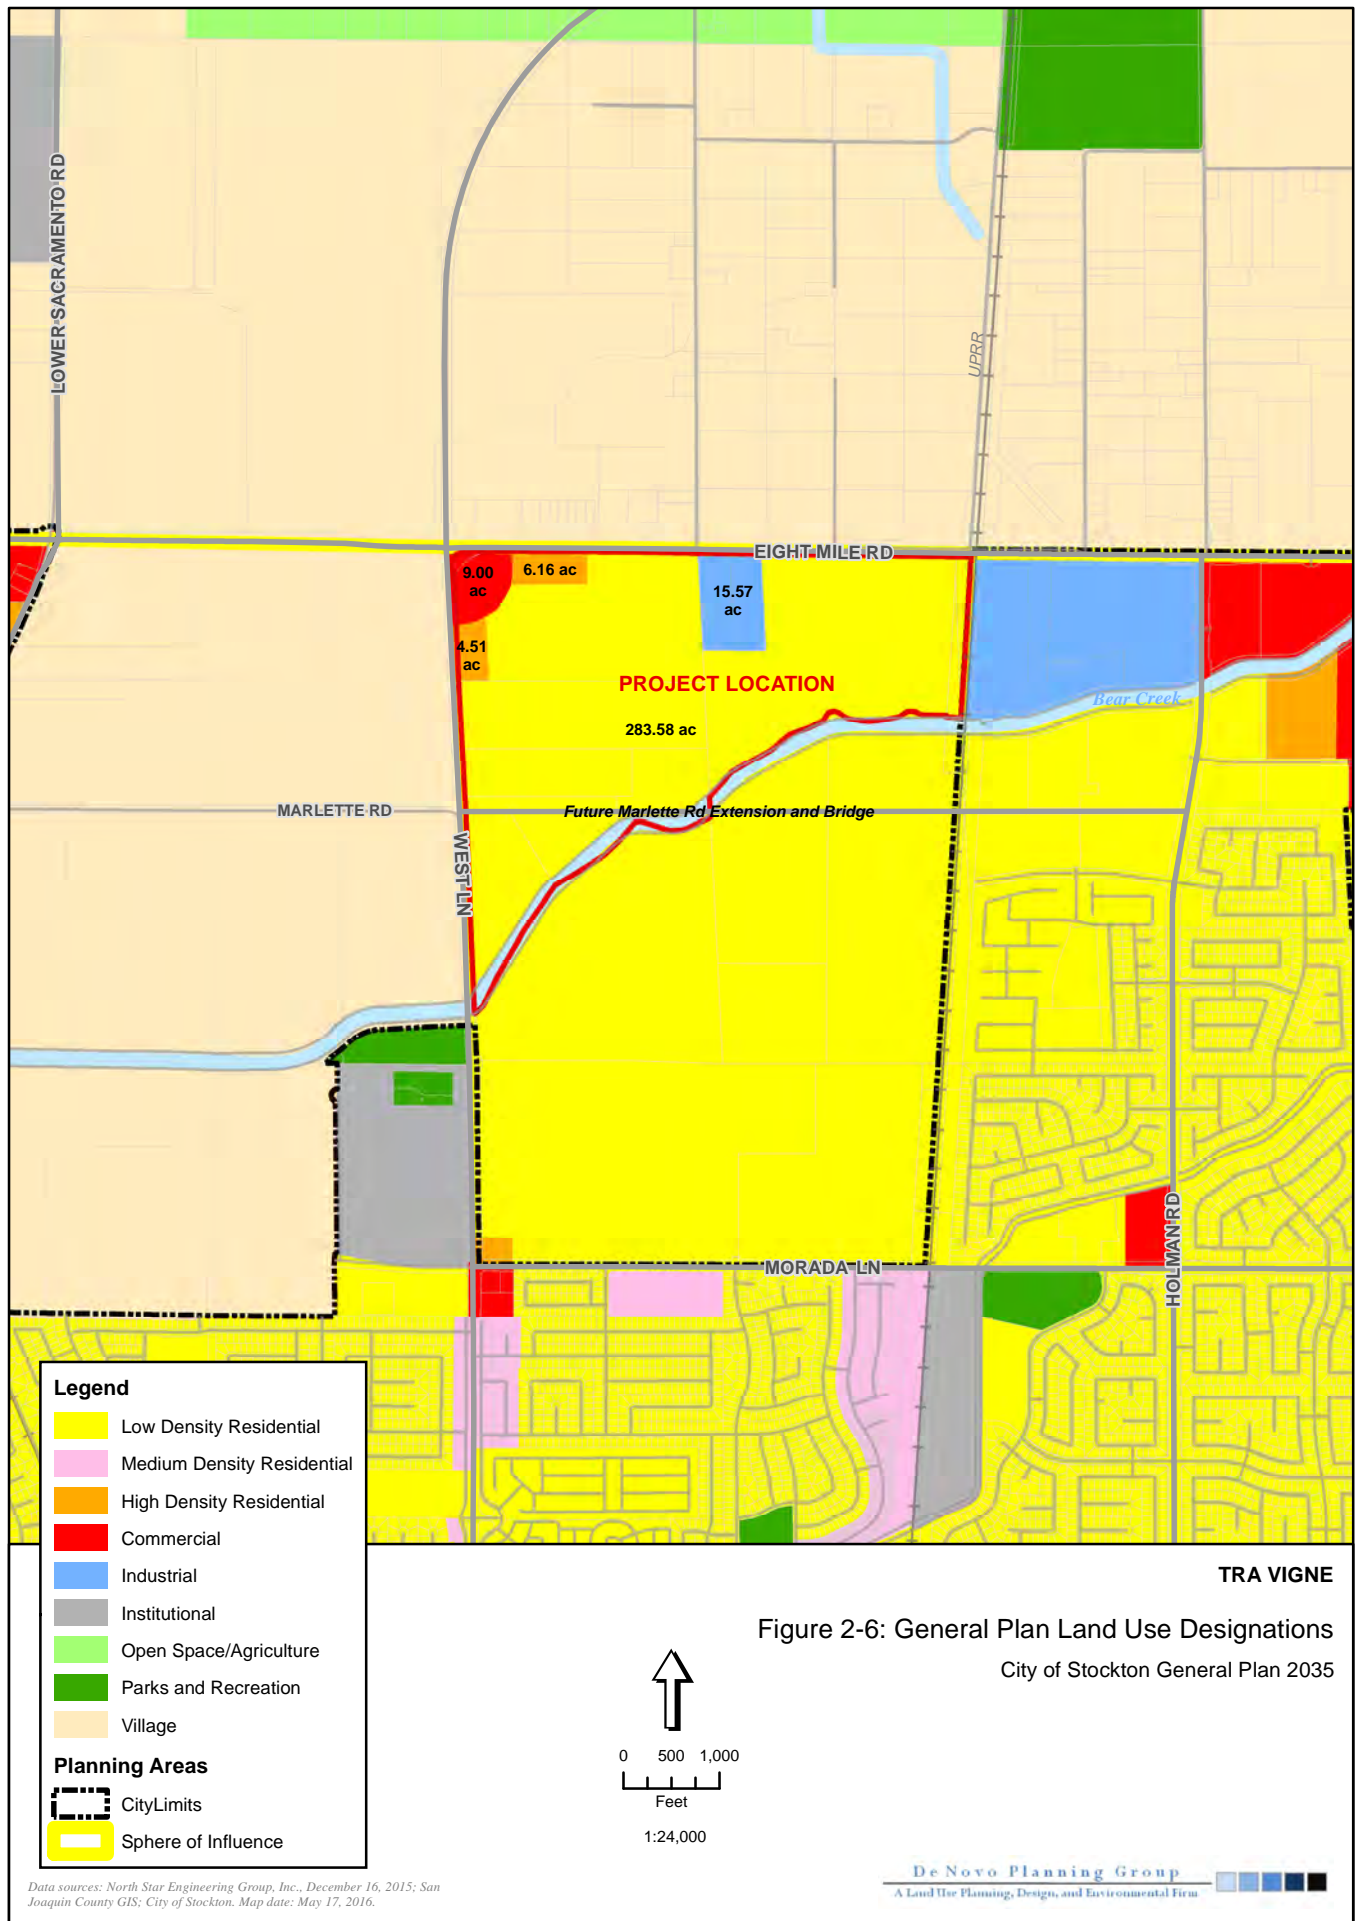 LOWER SACRAMENTO RD
UPRR
EIGHT MILE RD
9.00
ac
6.16 ac
15.57
ac
4.51
ac
PROJECT LOCATION
283.58 ac
Bear Creek
MARLETTE RD
Future Marlette Rd Extension and Bridge
WEST LN
MORADA LN
HOLMAN RD
Legend
Low Density Residential
Medium Density Residential
High Density Residential
Commercial
Industrial
Institutional
Open Space/Agriculture
Parks and Recreation
Village
Planning Areas
CityLimits
Sphere of Influence
TRA VIGNE
Figure 2-6: General Plan Land Use Designations
City of Stockton General Plan 2035
0 500 1,000
Feet
1:24,000
Data sources: North Star Engineering Group, Inc., December 16, 2015; San
Joaquin County GIS; City of Stockton. Map date: May 17, 2016.
De Novo Planning Group
A Land Use Planning, Design, and Environmental Firm